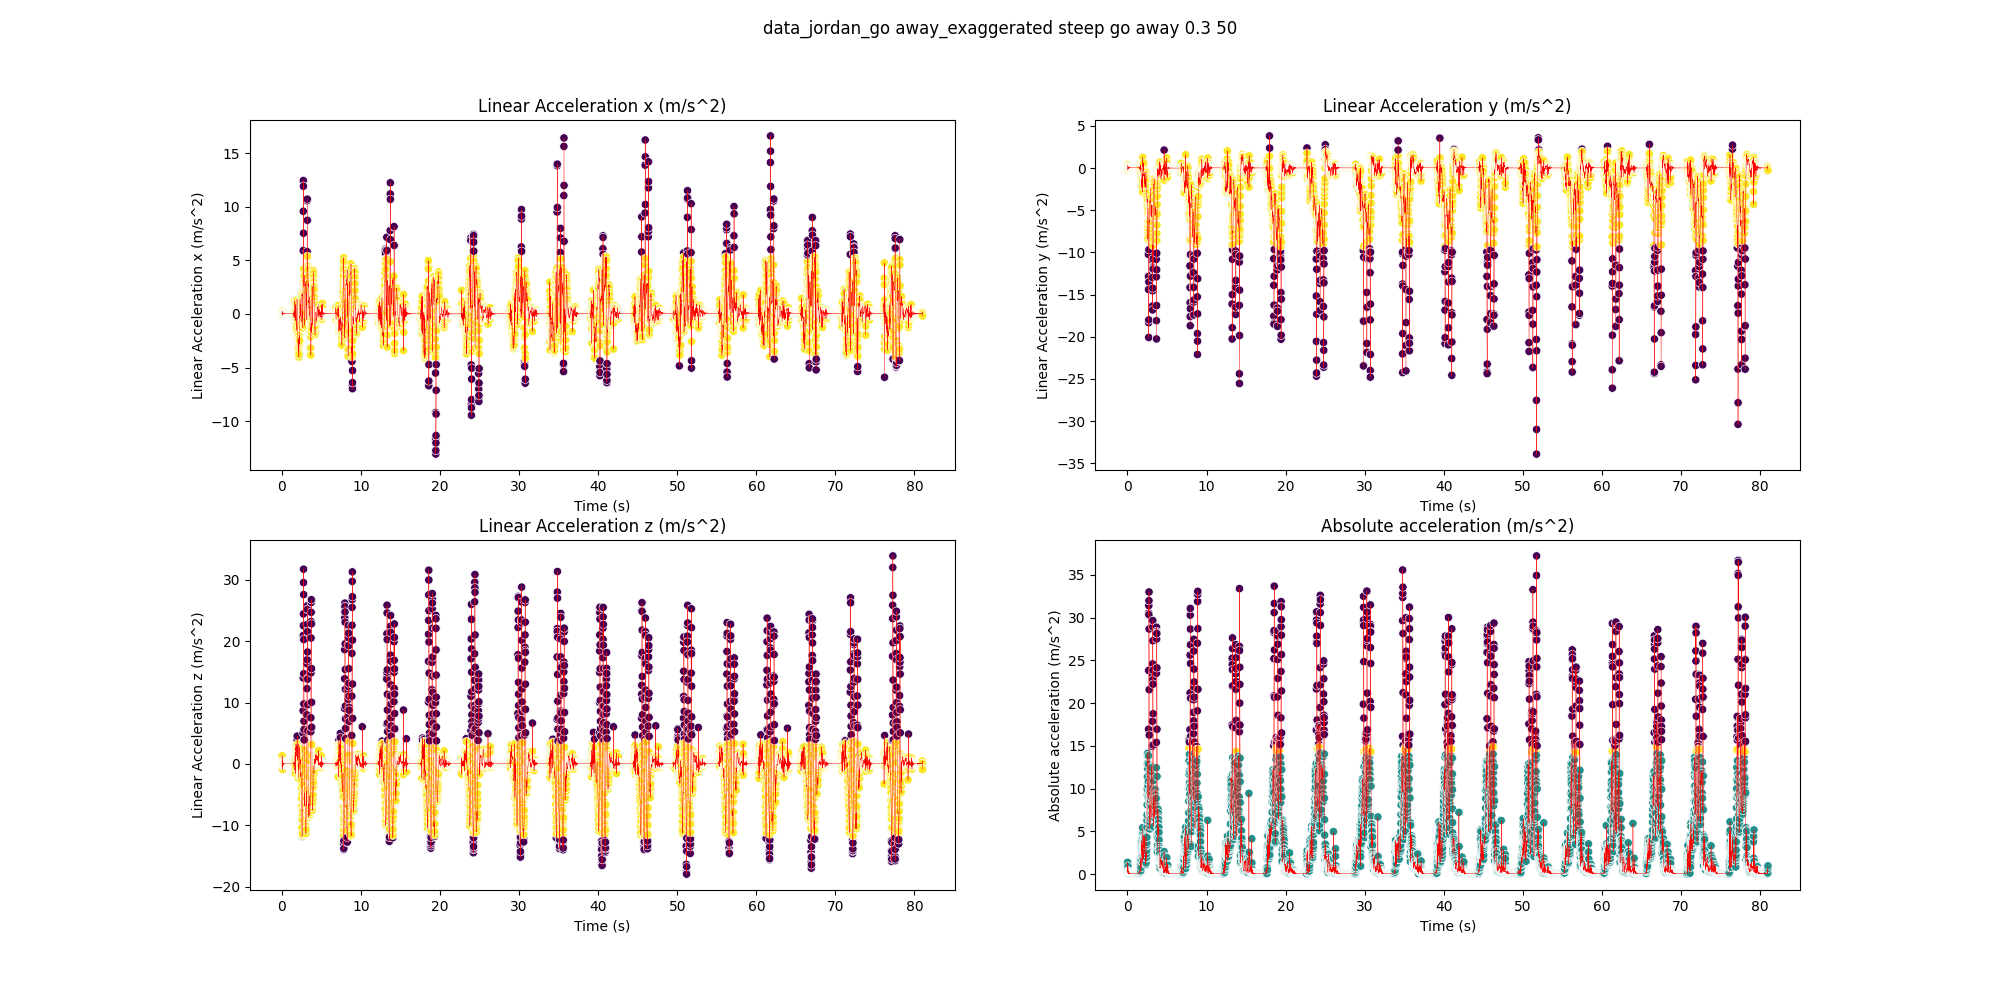 data_jordan_go away_exaggerated steep go away 0.3 50
Linear Acceleration x (m/s^2)
Linear Acceleration x (m/s^2)
15
10
5
0
−5
−10
0 10 20 30 40 50 60 70 80
Time (s)
Linear Acceleration y (m/s^2)
Linear Acceleration y (m/s^2)
5
0
−5
−10
−15
−20
−25
−30
−35
0 10 20 30 40 50 60 70 80
Time (s)
Linear Acceleration z (m/s^2)
Linear Acceleration z (m/s^2)
30
20
10
0
−10
−20
0 10 20 30 40 50 60 70 80
Time (s)
Absolute acceleration (m/s^2)
Absolute acceleration (m/s^2)
35
30
25
20
15
10
5
0
0 10 20 30 40 50 60 70 80
Time (s)